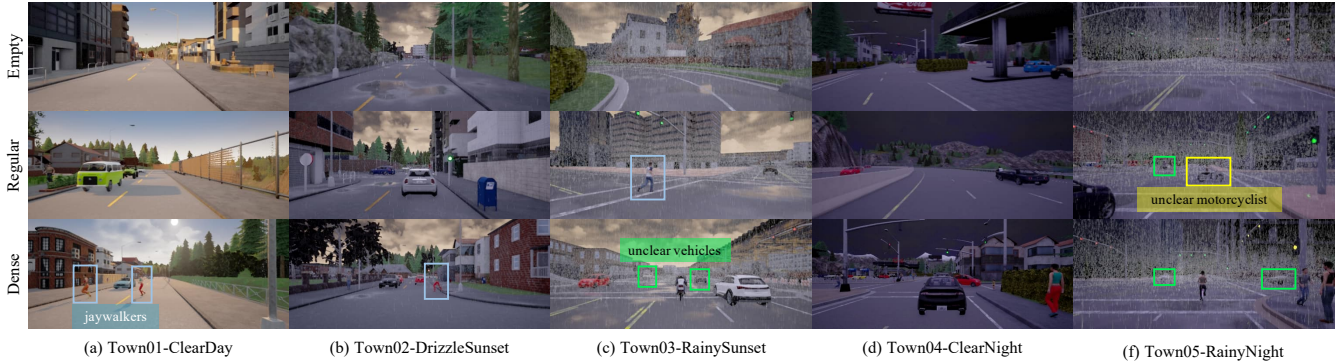 Empty
Regular
unclear motorcyclist
Dense
unclear vehicles
jaywalkers
(a) Town01-ClearDay
(b) Town02-DrizzleSunset
(c) Town03-RainySunset
(d) Town04-ClearNight
(f) Town05-RainyNight